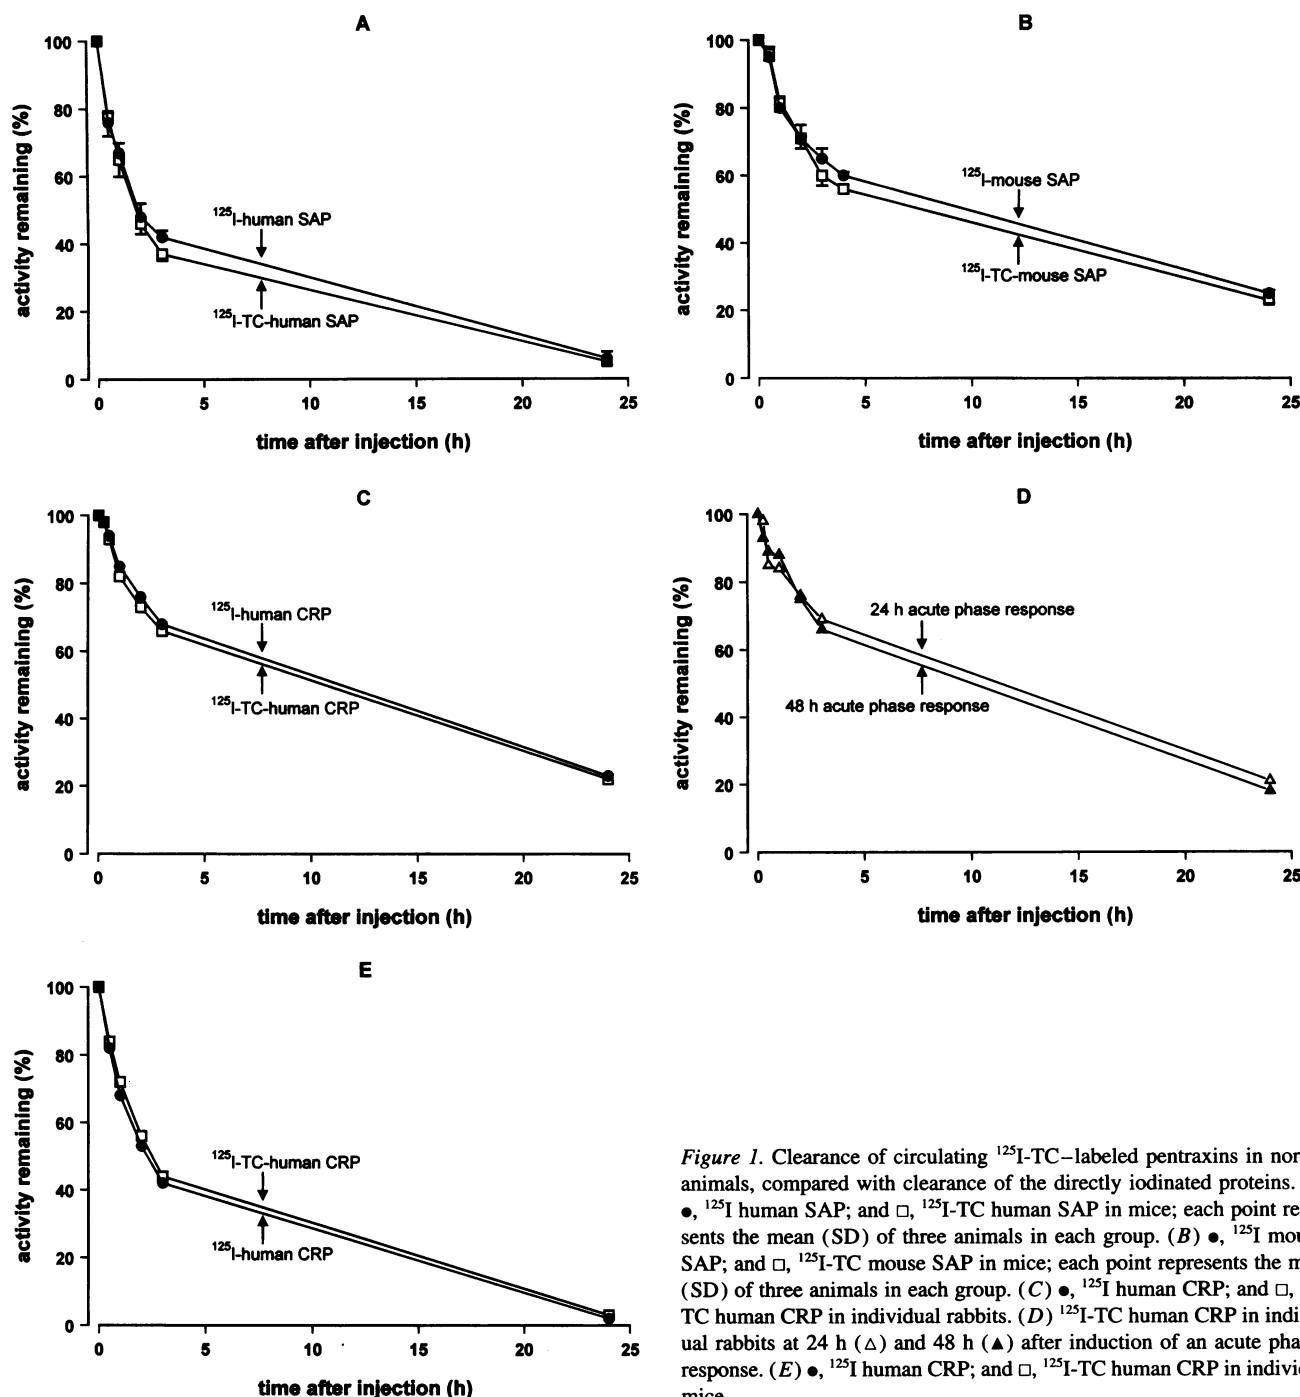 A
100
80
60
40
20
0
activity remaining (%)
¹²⁵I-human SAP
¹²⁵I-TC-human SAP
0 5 10 15 20 25
time after injection (h)
B
100
80
60
40
20
0
activity remaining (%)
¹²⁵I-mouse SAP
¹²⁵I-TC-mouse SAP
0 5 10 15 20 25
time after injection (h)
C
100
80
60
40
20
0
activity remaining (%)
¹²⁵I-human CRP
¹²⁵I-TC-human CRP
0 5 10 15 20 25
time after injection (h)
D
100
80
60
40
20
0
activity remaining (%)
24 h acute phase response
48 h acute phase response
0 5 10 15 20 25
time after injection (h)
E
100
80
60
40
20
0
activity remaining (%)
¹²⁵I-TC-human CRP
¹²⁵I-human CRP
0 5 10 15 20 25
time after injection (h)
Figure 1. Clearance of circulating ¹²⁵I-TC–labeled pentraxins in nor
animals, compared with clearance of the directly iodinated proteins.
●, ¹²⁵I human SAP; and □, ¹²⁵I-TC human SAP in mice; each point re
sents the mean (SD) of three animals in each group. (B) ●, ¹²⁵I mou
SAP; and □, ¹²⁵I-TC mouse SAP in mice; each point represents the m
(SD) of three animals in each group. (C) ●, ¹²⁵I human CRP; and □,
TC human CRP in individual rabbits. (D) ¹²⁵I-TC human CRP in indi
ual rabbits at 24 h (△) and 48 h (▲) after induction of an acute pha
response. (E) ●, ¹²⁵I human CRP; and □, ¹²⁵I-TC human CRP in individ
mice